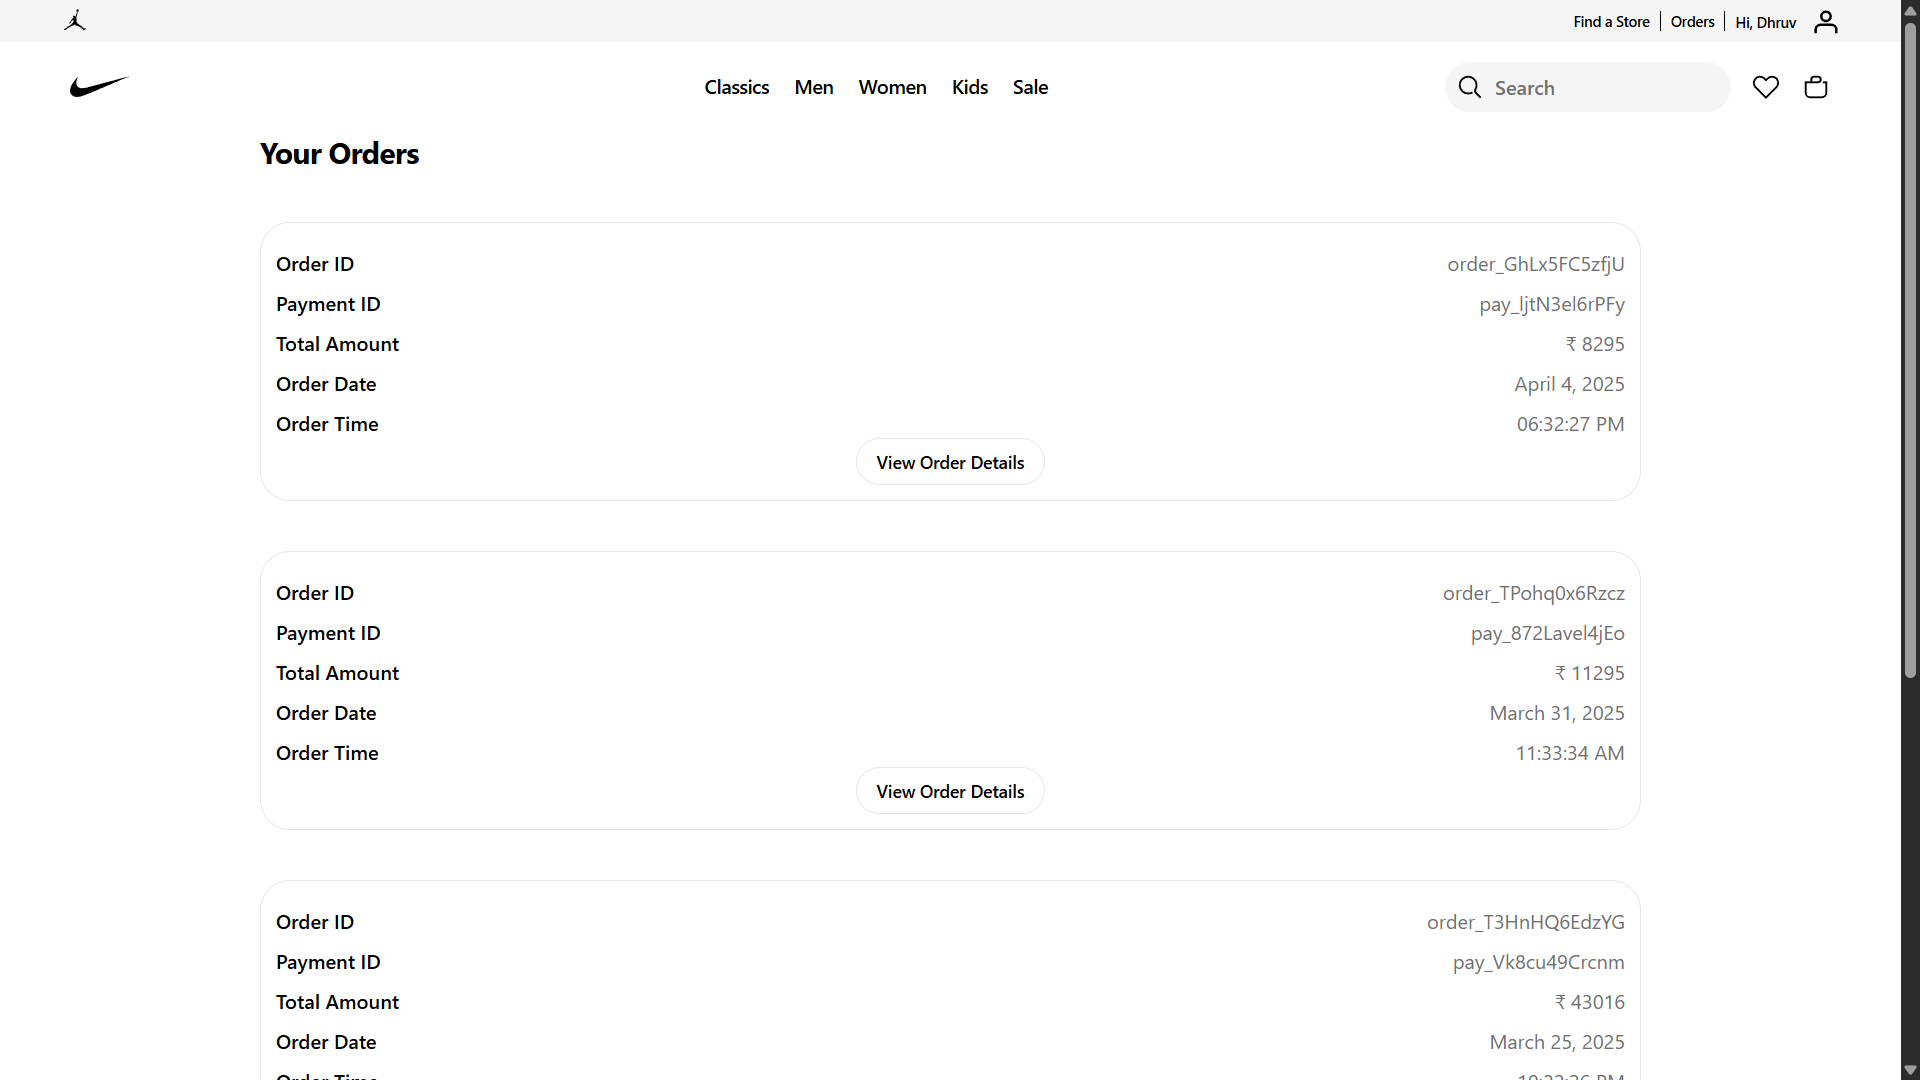 Find a Store Orders Hi, Dhruv
Classics Men Women Kids Sale Search
Your Orders
Order ID order_GhLx5FC5zfjU
Payment ID pay_ljtN3el6rPFy
Total Amount ₹ 8295
Order Date April 4, 2025
Order Time 06:32:27 PM
View Order Details
Order ID order_TPohq0x6Rzcz
Payment ID pay_872Lavel4jEo
Total Amount ₹ 11295
Order Date March 31, 2025
Order Time 11:33:34 AM
View Order Details
Order ID order_T3HnHQ6EdzYG
Payment ID pay_Vk8cu49Crcnm
Total Amount ₹ 43016
Order Date March 25, 2025
Order Time